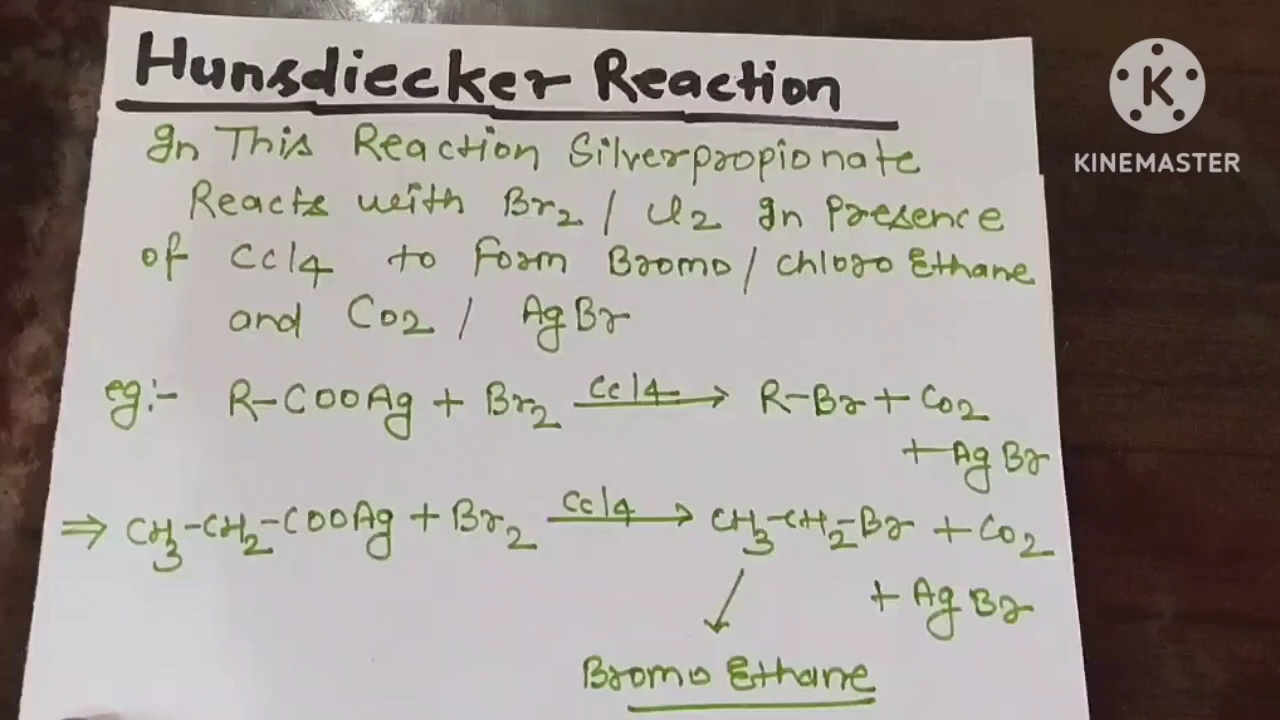 Hunsdiecker Reaction
In This Reaction Silverpropionate
Reacts with Br2 / Cl2 In Presence
of CCl4 to Form Bromo / chloro Ethane
and CO2 / AgBr
eg:- R-COOAg + Br2 CCl4 → R-Br + CO2
+ AgBr
⇒ CH3-CH2-COOAg + Br2 CCl4 → CH3-CH2-Br + CO2
+ AgBr
Bromo Ethane
K
KINEMASTER